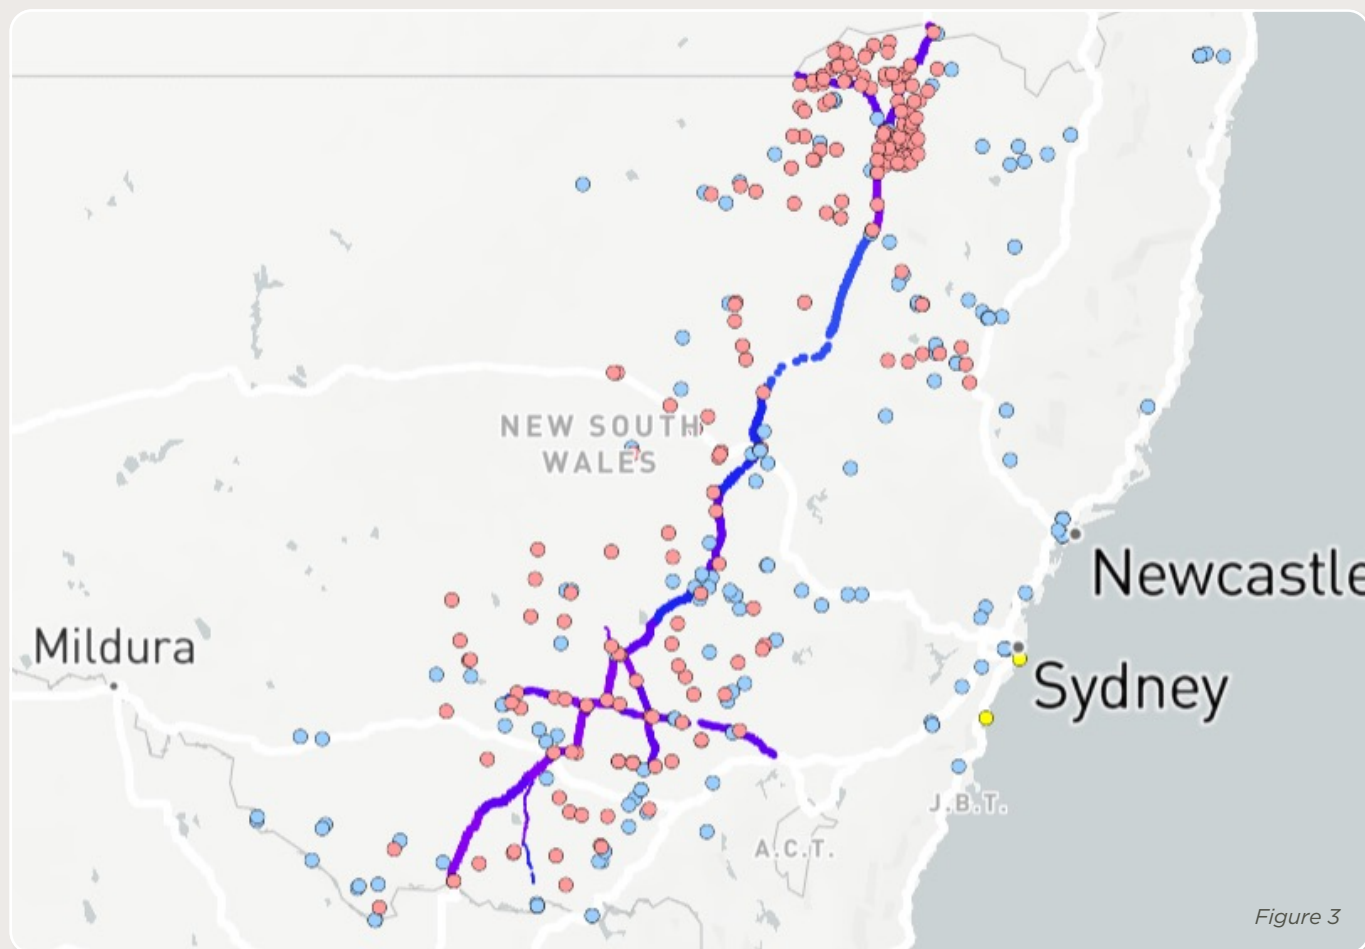 NEW SOUTH
WALES
Newcastle
Mildura
Sydney
J.B.T.
A.C.T.
Figure 3